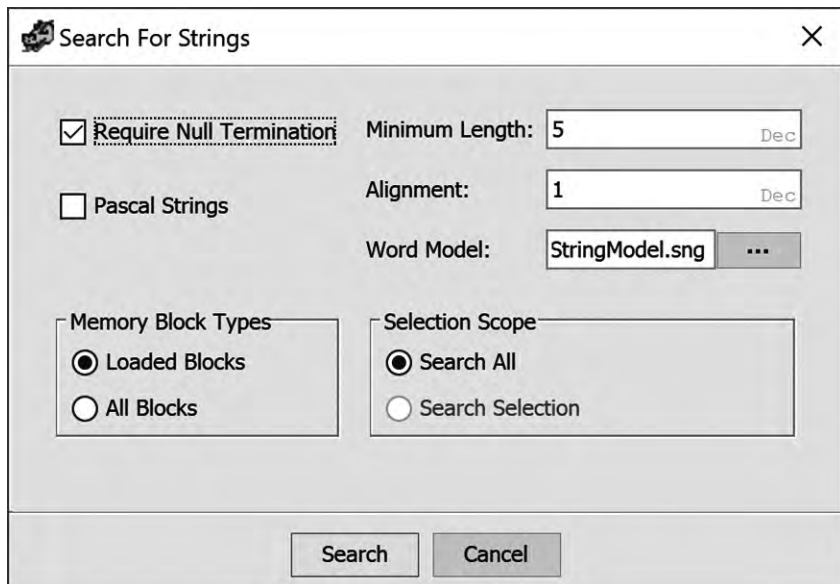 Search For Strings
Require Null Termination
Minimum Length: 5 Dec
Pascal Strings
Alignment: 1 Dec
Word Model: StringModel.sng ...
Memory Block Types
Loaded Blocks
All Blocks
Selection Scope
Search All
Search Selection
Search Cancel